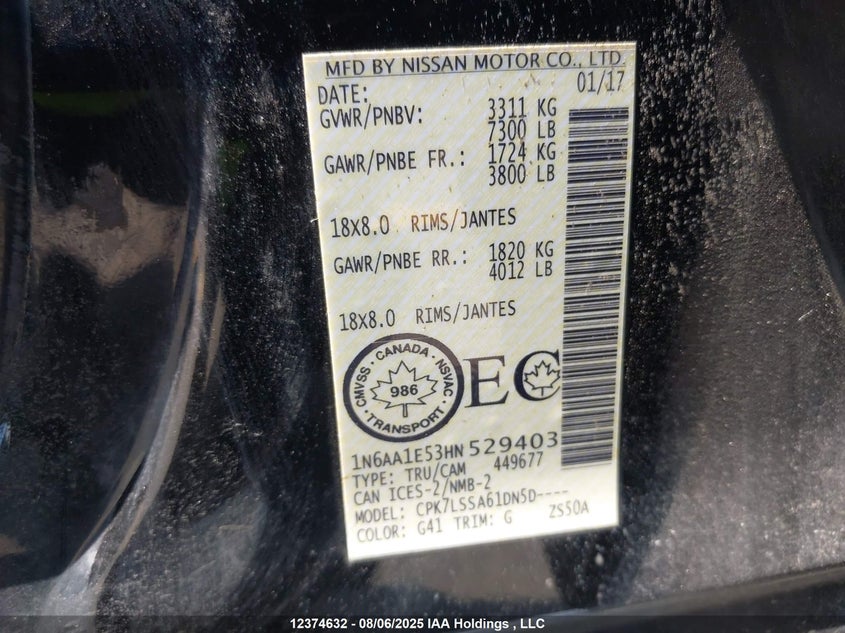 MFD BY NISSAN MOTOR CO., LTD.
DATE: 01/17
GVWR/PNBV: 3311 KG
7300 LB
GAWR/PNBE FR.: 1724 KG
3800 LB
18X8.0 RIMS/JANTES
GAWR/PNBE RR.: 1820 KG
4012 LB
18X8.0 RIMS/JANTES
CMVSS · CANADA · NSVAC · TRANSPORT ·
986
EC
1N6AA1E53HN529403
TYPE: TRU/CAM 449677
CAN ICES-2/NMB-2
MODEL: CPK7LSSA61DN5D----
COLOR: G41 TRIM: G ZS50A
12374632 - 08/06/2025 IAA Holdings , LLC